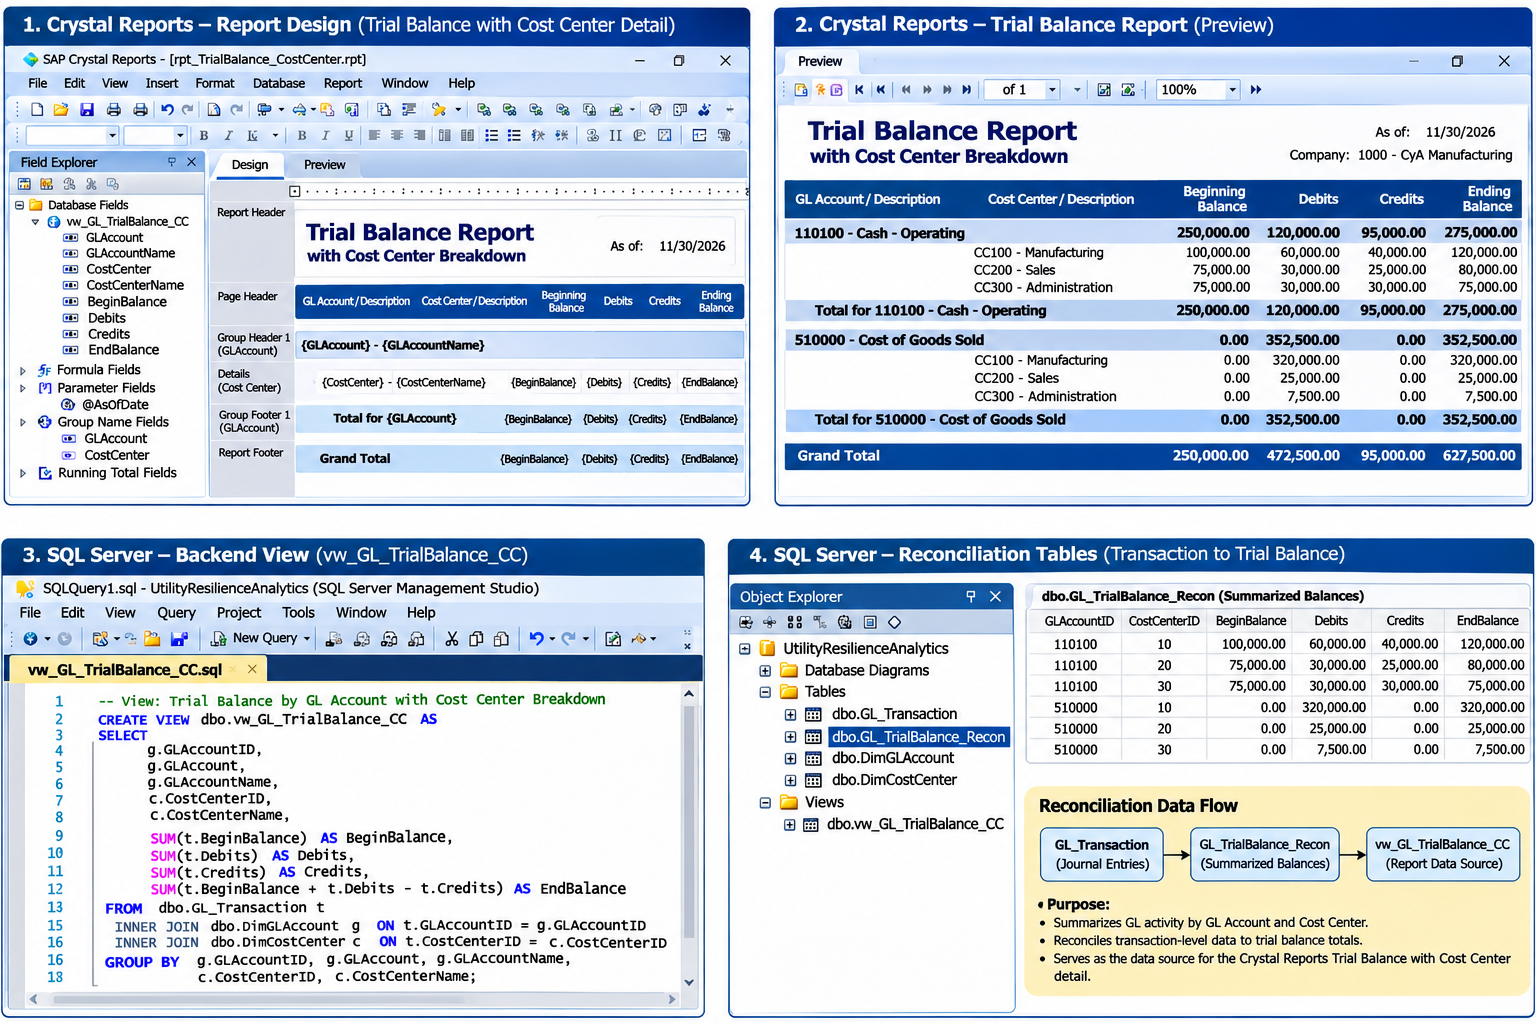 1. Crystal Reports – Report Design (Trial Balance with Cost Center Detail)
SAP Crystal Reports - [rpt_TrialBalance_CostCenter.rpt]
File Edit View Insert Format Database Report Window Help
B I U B I U
Field Explorer
Database Fields
vw_GL_TrialBalance_CC
GLAccount
GLAccountName
CostCenter
CostCenterName
BeginBalance
Debits
Credits
EndBalance
Formula Fields
Parameter Fields
@AsOfDate
Group Name Fields
GLAccount
CostCenter
Running Total Fields
Design Preview
Report Header
Trial Balance Report
with Cost Center Breakdown
As of: 11/30/2026
Page Header
GL Account / Description Cost Center / Description Beginning Balance Debits Credits Ending Balance
Group Header 1
(GLAccount)
{GLAccount} - {GLAccountName}
Details
(Cost Center)
{CostCenter} - {CostCenterName} {BeginBalance} {Debits} {Credits} {EndBalance}
Group Footer 1
(GLAccount)
Total for {GLAccount} {BeginBalance} {Debits} {Credits} {EndBalance}
Report Footer
Grand Total {BeginBalance} {Debits} {Credits} {EndBalance}
2. Crystal Reports – Trial Balance Report (Preview)
Preview
of 1 100%
Trial Balance Report
with Cost Center Breakdown
As of: 11/30/2026
Company: 1000 - CyA Manufacturing
GL Account / Description Cost Center / Description Beginning Balance Debits Credits Ending Balance
110100 - Cash - Operating 250,000.00 120,000.00 95,000.00 275,000.00
CC100 - Manufacturing 100,000.00 60,000.00 40,000.00 120,000.00
CC200 - Sales 75,000.00 30,000.00 25,000.00 80,000.00
CC300 - Administration 75,000.00 30,000.00 30,000.00 75,000.00
Total for 110100 - Cash - Operating 250,000.00 120,000.00 95,000.00 275,000.00
510000 - Cost of Goods Sold 0.00 352,500.00 0.00 352,500.00
CC100 - Manufacturing 0.00 320,000.00 0.00 320,000.00
CC200 - Sales 0.00 25,000.00 0.00 25,000.00
CC300 - Administration 0.00 7,500.00 0.00 7,500.00
Total for 510000 - Cost of Goods Sold 0.00 352,500.00 0.00 352,500.00
Grand Total 250,000.00 472,500.00 95,000.00 627,500.00
3. SQL Server – Backend View (vw_GL_TrialBalance_CC)
SQLQuery1.sql - UtilityResilienceAnalytics (SQL Server Management Studio)
File Edit View Query Project Tools Window Help
New Query
vw_GL_TrialBalance_CC.sql
1 -- View: Trial Balance by GL Account with Cost Center Breakdown
2 CREATE VIEW dbo.vw_GL_TrialBalance_CC AS
3 SELECT
4 g.GLAccountID,
5 g.GLAccount,
6 g.GLAccountName,
7 c.CostCenterID,
8 c.CostCenterName,
9 SUM(t.BeginBalance) AS BeginBalance,
10 SUM(t.Debits) AS Debits,
11 SUM(t.Credits) AS Credits,
12 SUM(t.BeginBalance + t.Debits - t.Credits) AS EndBalance
13 FROM dbo.GL_Transaction t
15 INNER JOIN dbo.DimGLAccount g ON t.GLAccountID = g.GLAccountID
16 INNER JOIN dbo.DimCostCenter c ON t.CostCenterID = c.CostCenterID
16 GROUP BY g.GLAccountID, g.GLAccount, g.GLAccountName,
18 c.CostCenterID, c.CostCenterName;
4. SQL Server – Reconciliation Tables (Transaction to Trial Balance)
Object Explorer
UtilityResilienceAnalytics
Database Diagrams
Tables
dbo.GL_Transaction
dbo.GL_TrialBalance_Recon
dbo.DimGLAccount
dbo.DimCostCenter
Views
dbo.vw_GL_TrialBalance_CC
dbo.GL_TrialBalance_Recon (Summarized Balances)
GLAccountID CostCenterID BeginBalance Debits Credits EndBalance
110100 10 100,000.00 60,000.00 40,000.00 120,000.00
110100 20 75,000.00 30,000.00 25,000.00 80,000.00
110100 30 75,000.00 30,000.00 30,000.00 75,000.00
510000 10 0.00 320,000.00 0.00 320,000.00
510000 20 0.00 25,000.00 0.00 25,000.00
510000 30 0.00 7,500.00 0.00 7,500.00
Reconciliation Data Flow
GL_Transaction
(Journal Entries)
GL_TrialBalance_Recon
(Summarized Balances)
vw_GL_TrialBalance_CC
(Report Data Source)
• Purpose:
• Summarizes GL activity by GL Account and Cost Center.
• Reconciles transaction-level data to trial balance totals.
• Serves as the data source for the Crystal Reports Trial Balance with Cost Center
detail.